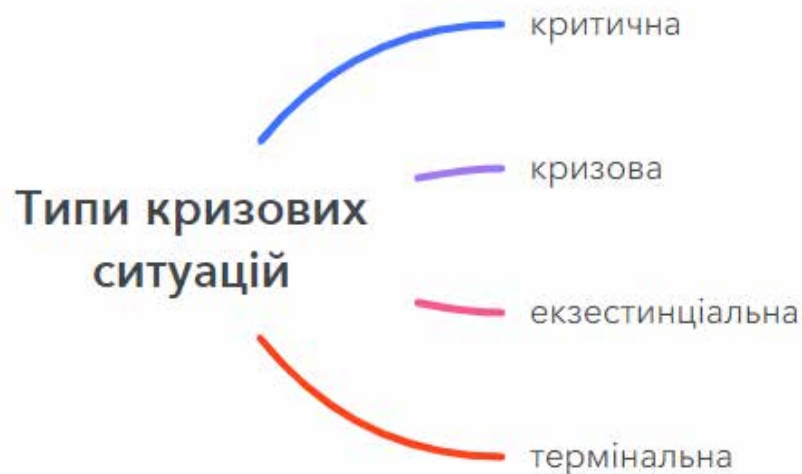 Типи кризових
ситуацій
критична
кризова
екзестинціальна
термінальна